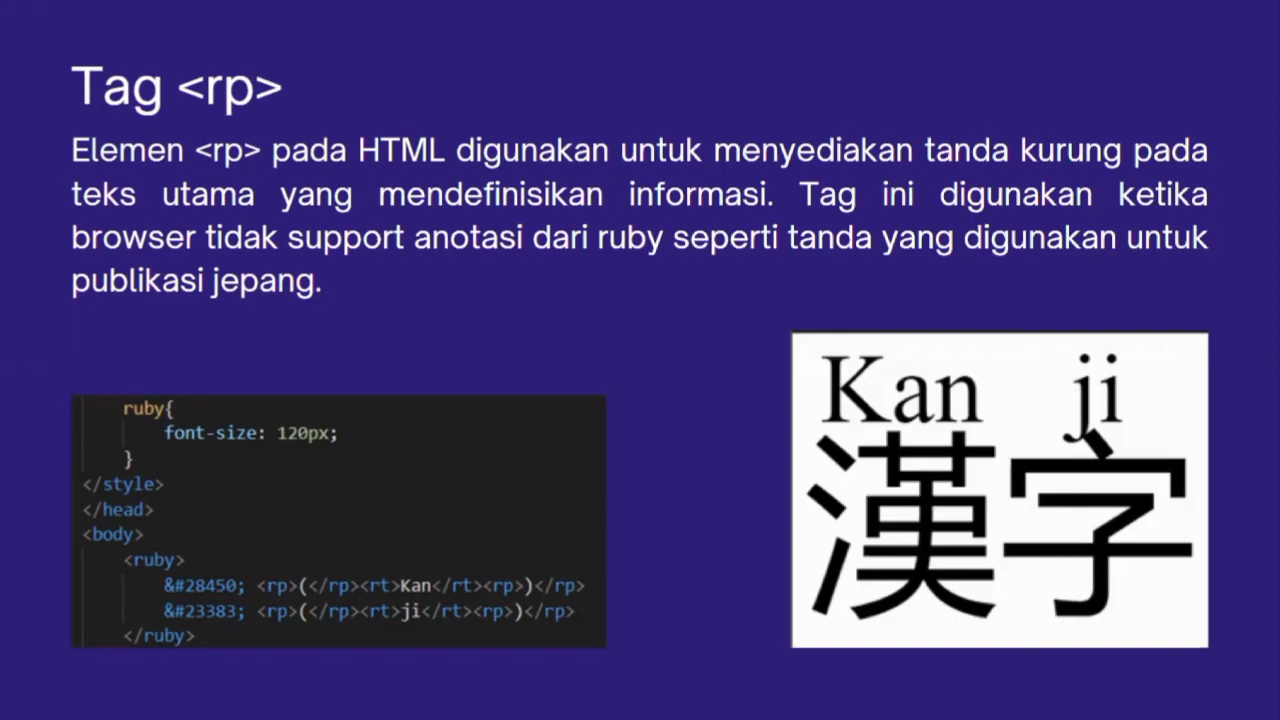 Tag <rp>
Elemen <rp> pada HTML digunakan untuk menyediakan tanda kurung pada
teks utama yang mendefinisikan informasi. Tag ini digunakan ketika
browser tidak support anotasi dari ruby seperti tanda yang digunakan untuk
publikasi jepang.
ruby{
font-size: 120px;
}
</style>
</head>
<body>
<ruby>
&#28450; <rp>(</rp><rt>Kan</rt><rp>)</rp>
&#23383; <rp>(</rp><rt>ji</rt><rp>)</rp>
</ruby>
Kan ji
漢字